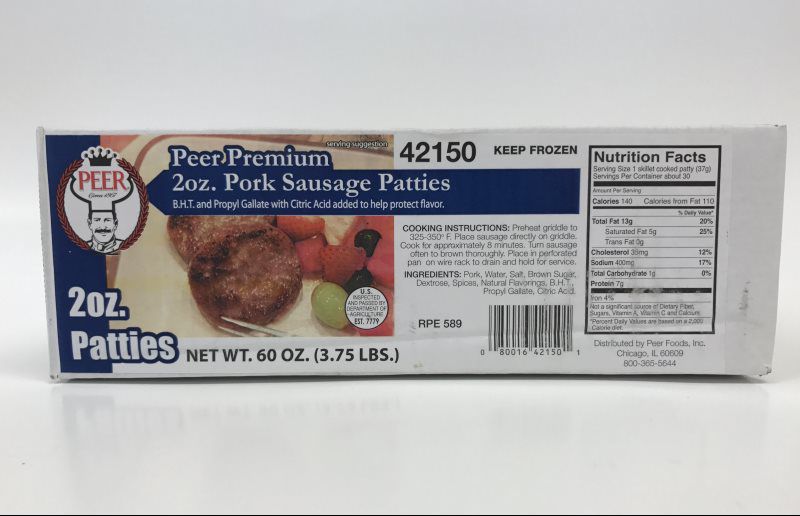 PEER
Circa 1957
serving suggestion
Peer Premium
2oz. Pork Sausage Patties
B.H.T. and Propyl Gallate with Citric Acid added to help protect flavor.
42150 KEEP FROZEN
COOKING INSTRUCTIONS: Preheat griddle to
325-350° F. Place sausage directly on griddle.
Cook for approximately 8 minutes. Turn sausage
often to brown thoroughly. Place in perforated
pan on wire rack to drain and hold for service.
INGREDIENTS: Pork, Water, Salt, Brown Sugar,
Dextrose, Spices, Natural Flavorings, B.H.T.,
Propyl Gallate, Citric Acid.
U.S.
INSPECTED
AND PASSED BY
DEPARTMENT OF
AGRICULTURE
EST. 7779
RPE 589
0 80016 42150 1
2oz.
Patties
NET WT. 60 OZ. (3.75 LBS.)
Nutrition Facts
Serving Size 1 skillet cooked patty (37g)
Servings Per Container about 30
Amount Per Serving
Calories 140 Calories from Fat 110
% Daily Value*
Total Fat 13g 20%
Saturated Fat 5g 25%
Trans Fat 0g
Cholesterol 35mg 12%
Sodium 400mg 17%
Total Carbohydrate 1g 0%
Protein 7g
Iron 4%
Not a significant source of Dietary Fiber,
Sugars, Vitamin A, Vitamin C and Calcium.
*Percent Daily Values are based on a 2,000
Calorie diet.
Distributed by Peer Foods, Inc.
Chicago, IL 60609
800-365-5644